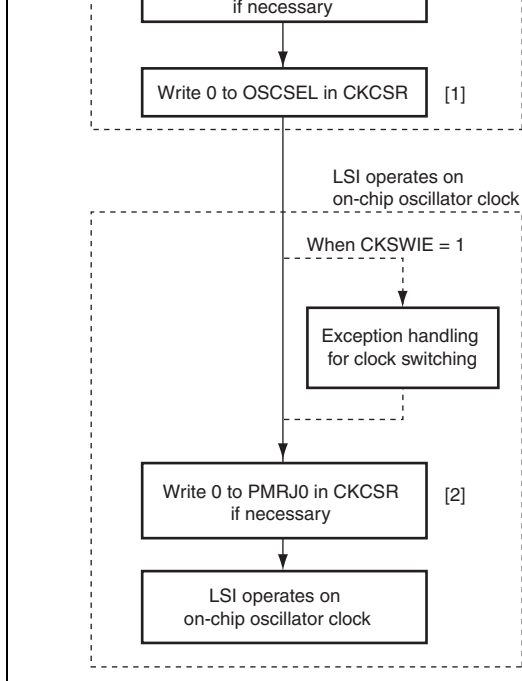 if necessary
Write 0 to OSCSEL in CKCSR
[1]
LSI operates on
on-chip oscillator clock
When CKSWIE = 1
Exception handling
for clock switching
Write 0 to PMRJ0 in CKCSR
if necessary
[2]
LSI operates on
on-chip oscillator clock